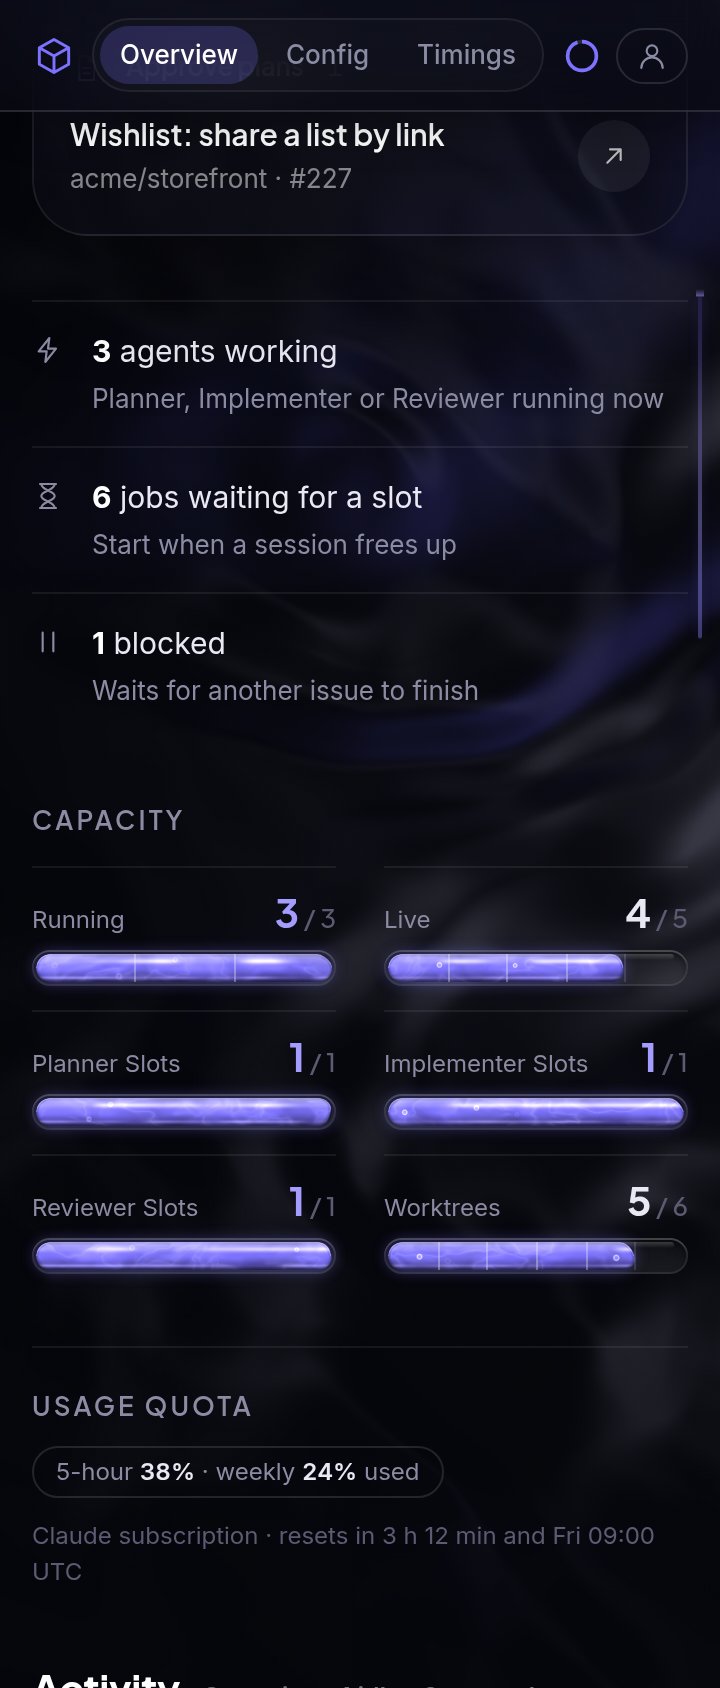 Overview Config Timings
Approve plans 1
Wishlist: share a list by link
acme/storefront · #227
3 agents working
Planner, Implementer or Reviewer running now
6 jobs waiting for a slot
Start when a session frees up
1 blocked
Waits for another issue to finish
CAPACITY
Running 3 / 3
Live 4 / 5
Planner Slots 1 / 1
Implementer Slots 1 / 1
Reviewer Slots 1 / 1
Worktrees 5 / 6
USAGE QUOTA
5-hour 38% · weekly 24% used
Claude subscription · resets in 3 h 12 min and Fri 09:00
UTC
Activity